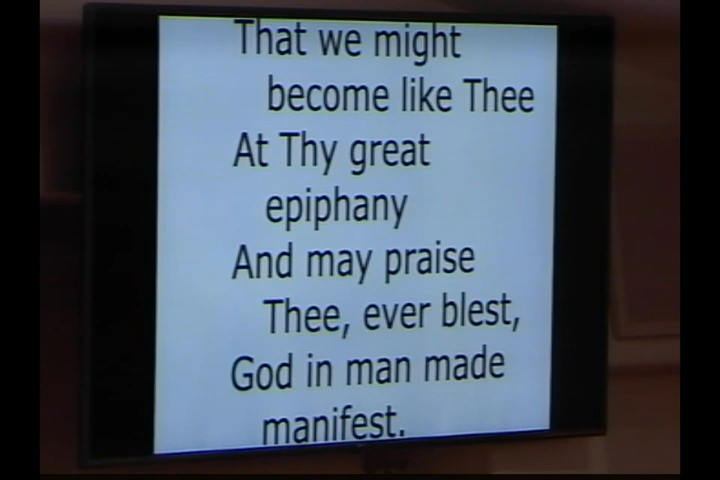 That we might
become like Thee
At Thy great
epiphany
And may praise
Thee, ever blest,
God in man made
manifest.